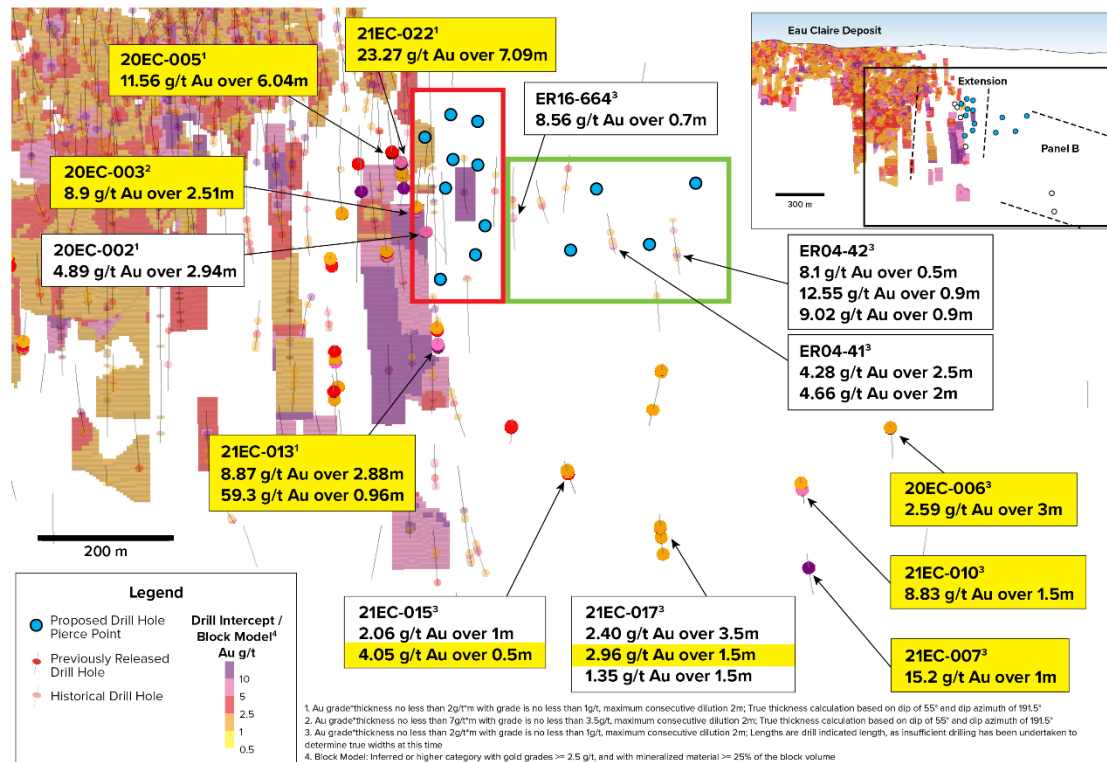 20EC-005¹
11.56 g/t Au over 6.04m
21EC-022¹
23.27 g/t Au over 7.09m
ER16-664³
8.56 g/t Au over 0.7m
20EC-003²
8.9 g/t Au over 2.51m
20EC-002¹
4.89 g/t Au over 2.94m
Eau Claire Deposit
Extension
Panel B
300 m
ER04-42³
8.1 g/t Au over 0.5m
12.55 g/t Au over 0.9m
9.02 g/t Au over 0.9m
ER04-41³
4.28 g/t Au over 2.5m
4.66 g/t Au over 2m
21EC-013¹
8.87 g/t Au over 2.88m
59.3 g/t Au over 0.96m
20EC-006³
2.59 g/t Au over 3m
21EC-010³
8.83 g/t Au over 1.5m
21EC-007³
15.2 g/t Au over 1m
21EC-015³
2.06 g/t Au over 1m
4.05 g/t Au over 0.5m
21EC-017³
2.40 g/t Au over 3.5m
2.96 g/t Au over 1.5m
1.35 g/t Au over 1.5m
200 m
Legend
Proposed Drill Hole
Pierce Point
Previously Released
Drill Hole
Historical Drill Hole
Drill Intercept /
Block Model⁴
Au g/t
10
5
2.5
1
0.5
1. Au grade*thickness no less than 2g/t*m with grade is no less than 1g/t, maximum consecutive dilution 2m; True thickness calculation based on dip of 55° and dip azimuth of 191.5°
2. Au grade*thickness no less than 7g/t*m with grade is no less than 3.5g/t, maximum consecutive dilution 2m; True thickness calculation based on dip of 55° and dip azimuth of 191.5°
3. Au grade*thickness no less than 2g/t*m with grade is no less than 1g/t, maximum consecutive dilution 2m; Lengths are drill indicated length, as insufficient drilling has been undertaken to
determine true widths at this time
4. Block Model: Inferred or higher category with gold grades >= 2.5 g/t, and with mineralized material >= 25% of the block volume